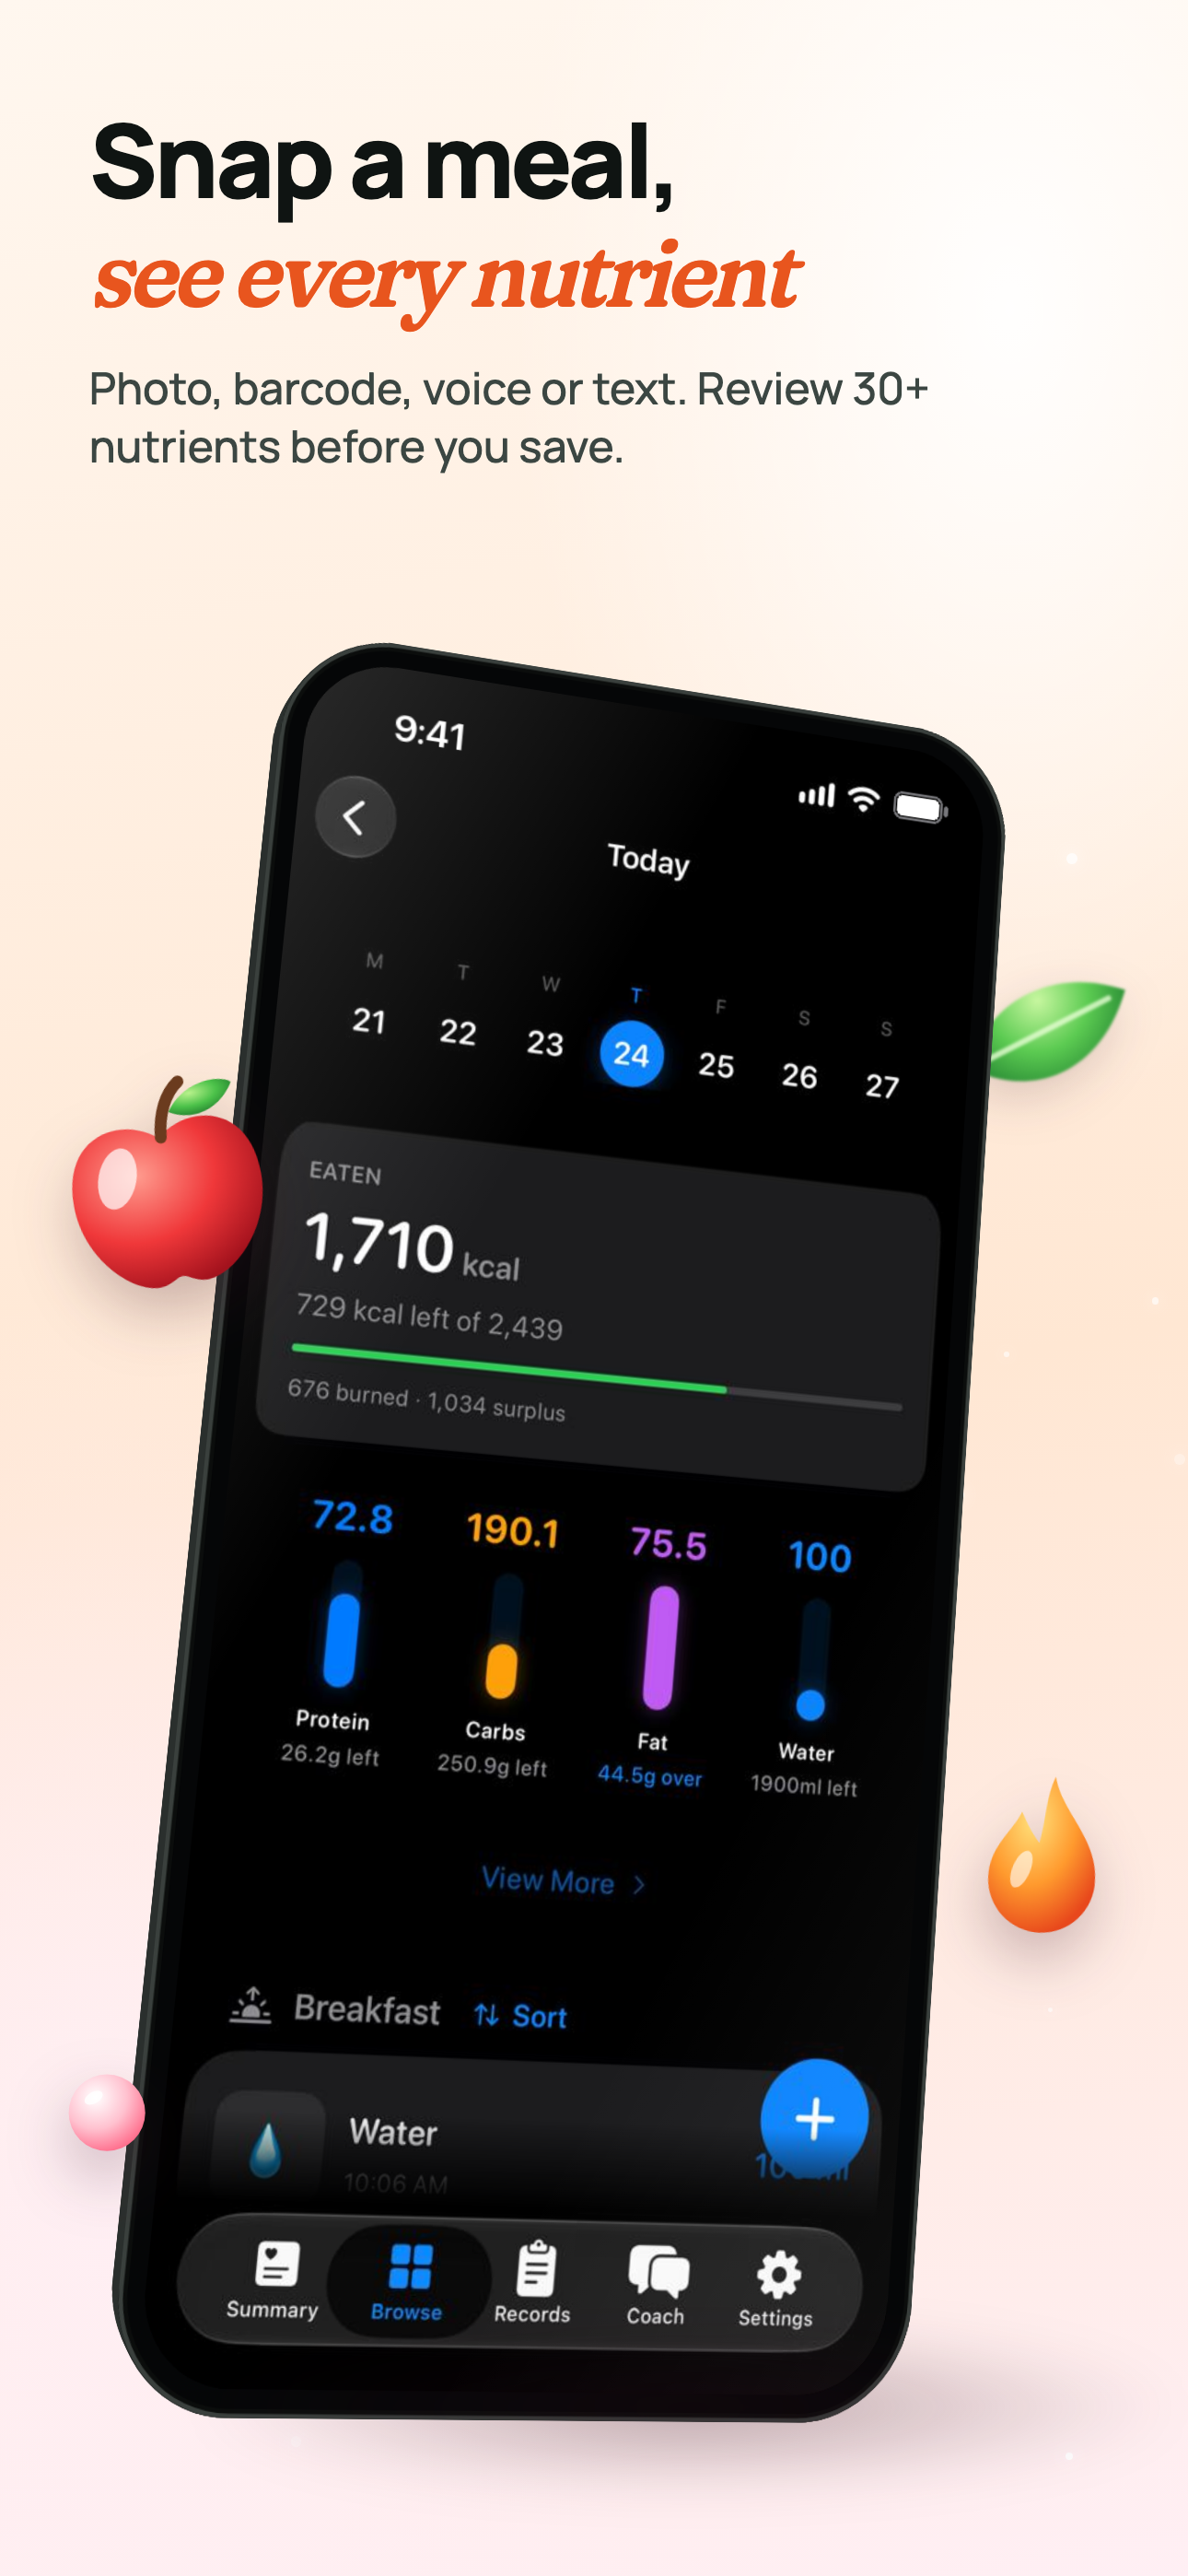 Snap a meal,
see every nutrient
Photo, barcode, voice or text. Review 30+
nutrients before you save.
9:41
Today
M T W T F S S
21 22 23 24 25 26 27
EATEN
1,710 kcal
729 kcal left of 2,439
676 burned · 1,034 surplus
72.8 190.1 75.5 100
Protein Carbs Fat Water
26.2g left 250.9g left 44.5g over 1900ml left
View More
Breakfast Sort
Water
10:06 AM
Summary Browse Records Coach Settings